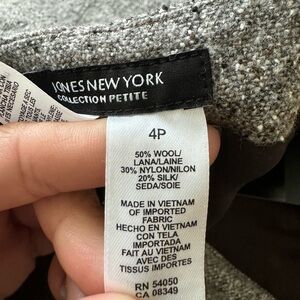 JONES NEW YORK
COLLECTION PETITE
4P
50% WOOL/
LANA/LAINE
30% NYLON/NILON
20% SILK/
SEDA/SOIE
MADE IN VIETNAM
OF IMPORTED
FABRIC
HECHO EN VIETNAM
CON TELA
IMPORTADA
FAIT AU VIETNAM
AVEC DES
TISSUS IMPORTES
RN 54050
CA 08349